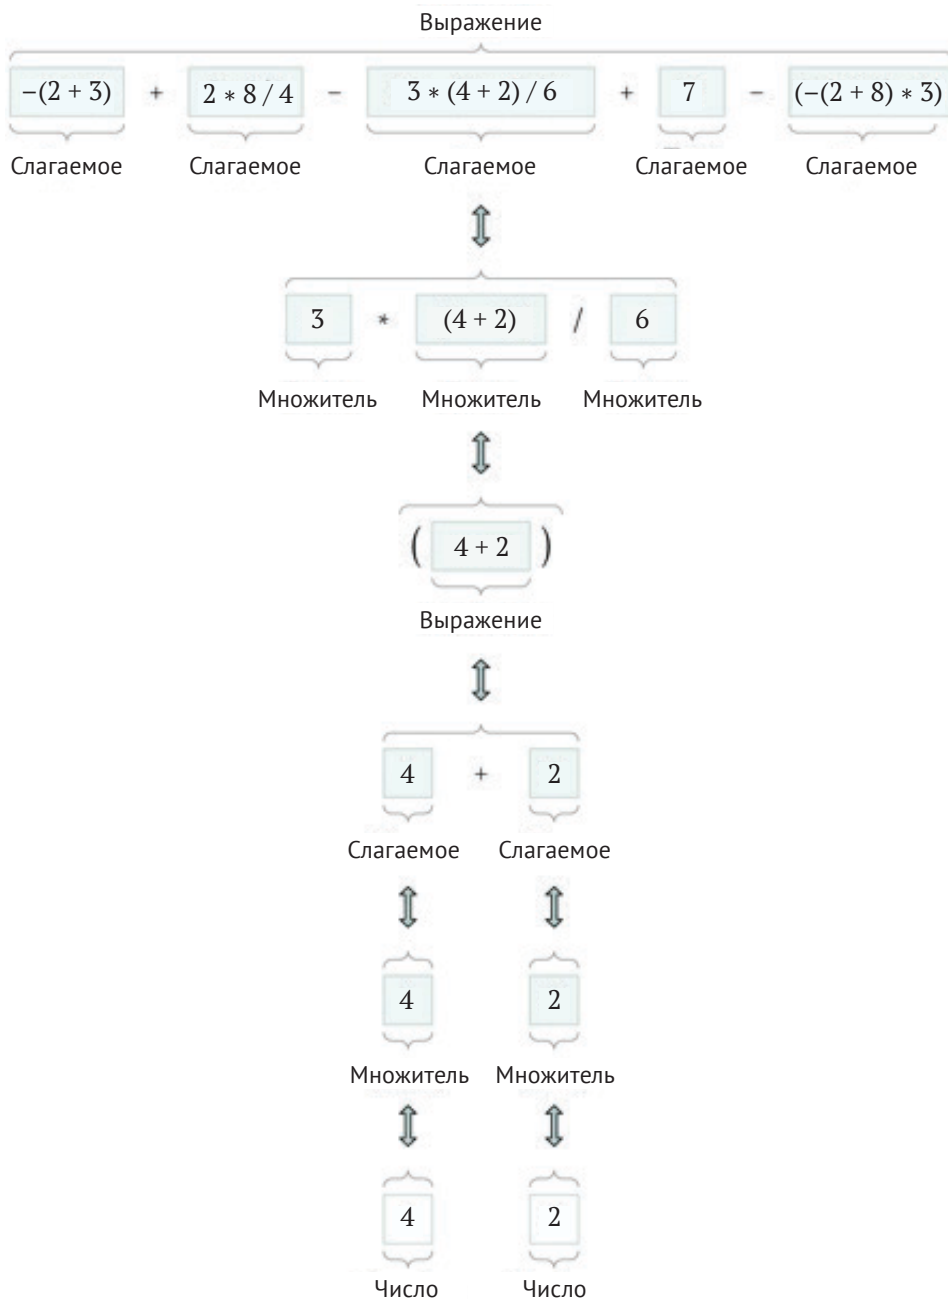 Выражение
−(2 + 3) + 2 * 8 / 4 − 3 * (4 + 2) / 6 + 7 − (−(2 + 8) * 3)
Слагаемое Слагаемое Слагаемое Слагаемое Слагаемое
3 * (4 + 2) / 6
Множитель Множитель Множитель
( 4 + 2 )
Выражение
4 + 2
Слагаемое Слагаемое
4 2
Множитель Множитель
4 2
Число Число